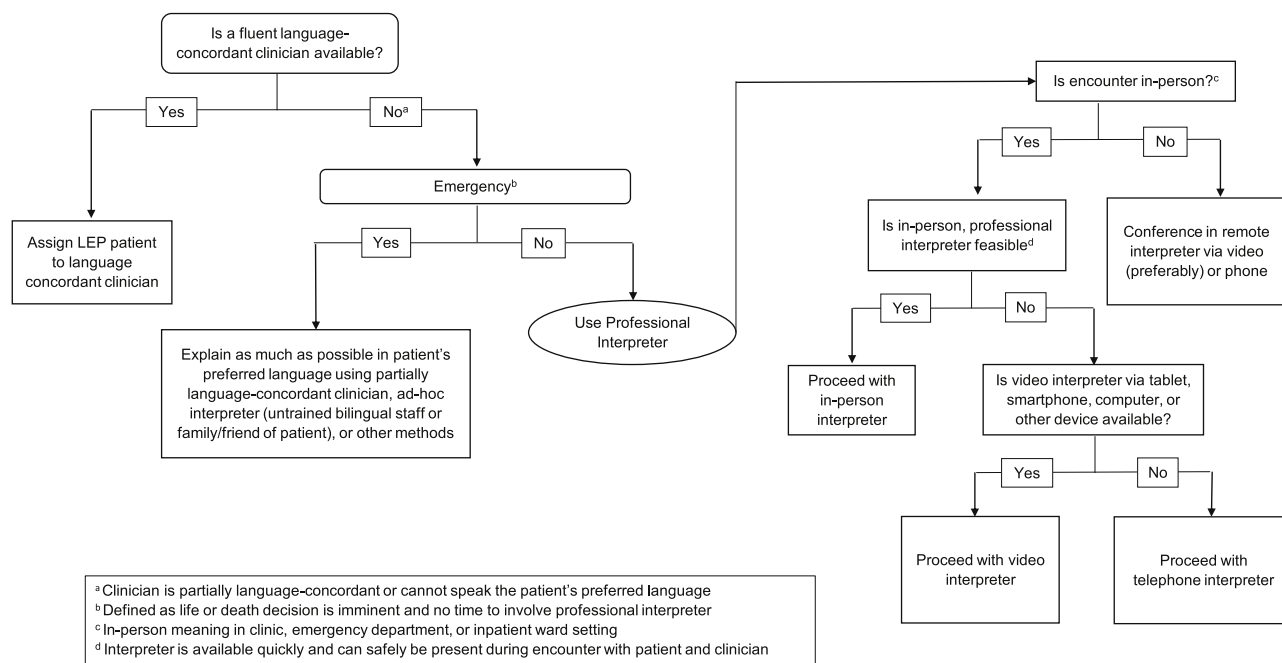 Is a fluent language-
concordant clinician available?
Yes
Noᵃ
Assign LEP patient
to language
concordant clinician
Emergencyᵇ
Yes
No
Explain as much as possible in patient’s
preferred language using partially
language-concordant clinician, ad-hoc
interpreter (untrained bilingual staff or
family/friend of patient), or other methods
Use Professional
Interpreter
Is encounter in-person?ᶜ
Yes
No
Is in-person, professional
interpreter feasibleᵈ
Conference in remote
interpreter via video
(preferably) or phone
Yes
No
Proceed with
in-person
interpreter
Is video interpreter via tablet,
smartphone, computer, or
other device available?
Yes
No
Proceed with video
interpreter
Proceed with
telephone interpreter
ᵃ Clinician is partially language-concordant or cannot speak the patient’s preferred language
ᵇ Defined as life or death decision is imminent and no time to involve professional interpreter
ᶜ In-person meaning in clinic, emergency department, or inpatient ward setting
ᵈ Interpreter is available quickly and can safely be present during encounter with patient and clinician